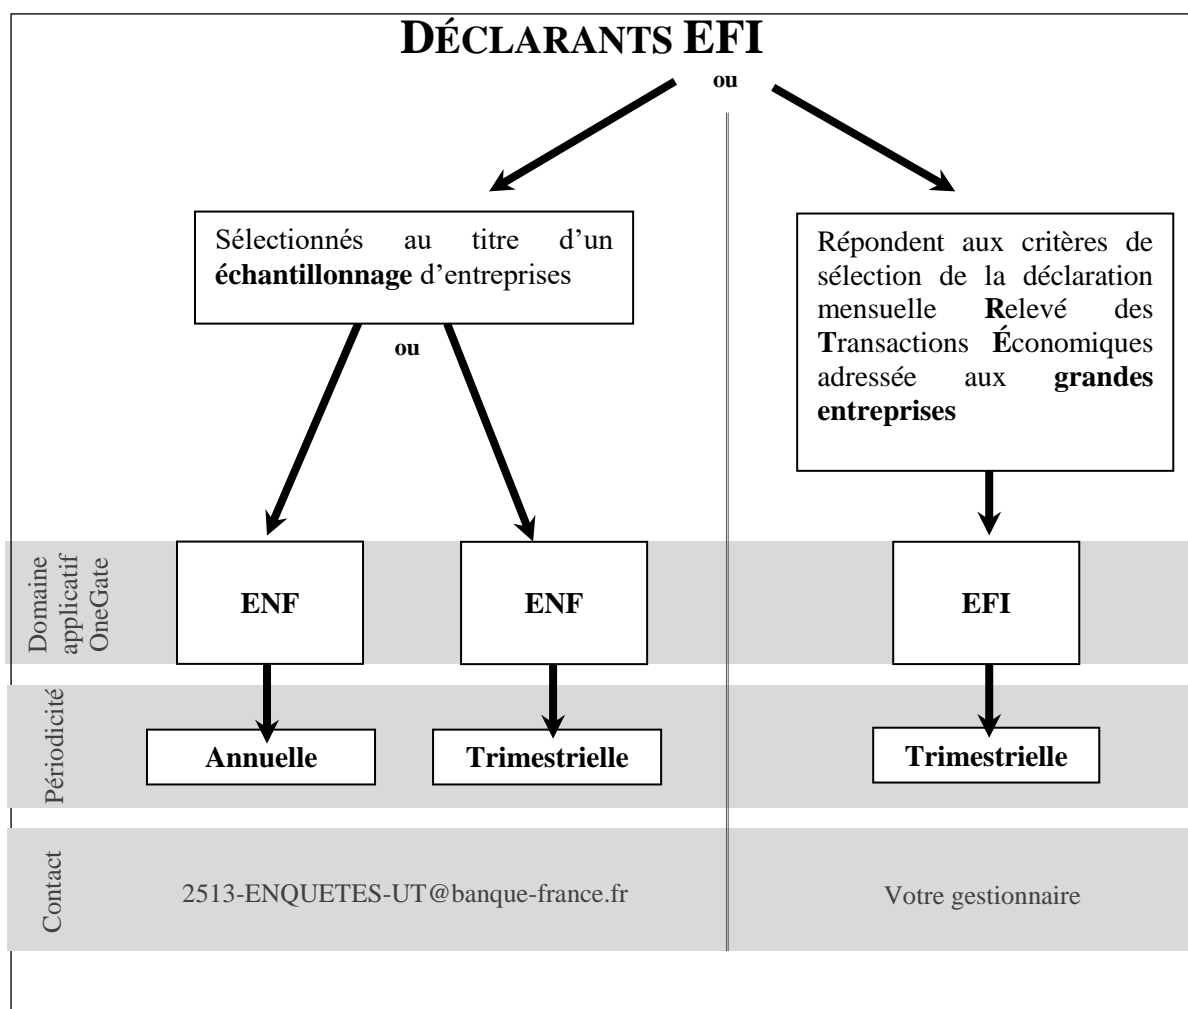 DÉCLARANTS EFI
ou
Sélectionnés au titre d’un
échantillonnage d’entreprises
ou
Répondent aux critères de
sélection de la déclaration
mensuelle Relevé des
Transactions Économiques
adressée aux grandes
entreprises
Domaine
applicatif
OneGate
ENF
ENF
EFI
Périodicité
Annuelle
Trimestrielle
Trimestrielle
Contact
2513-ENQUETES-UT@banque-france.fr
Votre gestionnaire